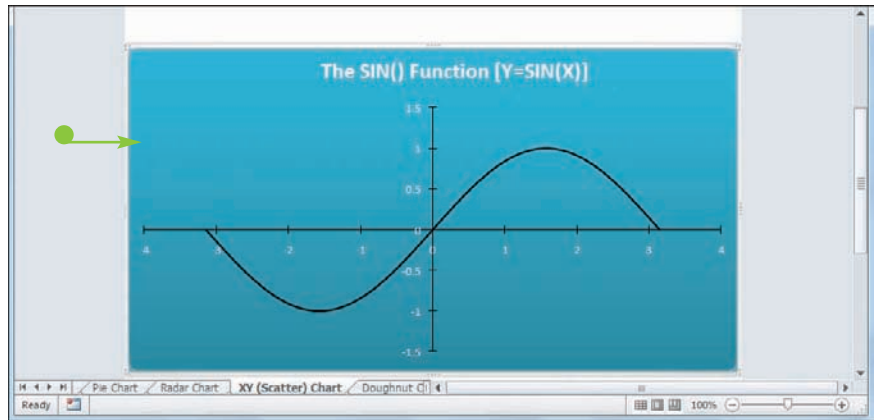 The SIN() Function [Y=SIN(X)]
1.5
1
0.5
0
4 3 -2 -1 0 1 2 3 4
-0.5
-1
-1.5
Pie Chart Radar Chart XY (Scatter) Chart Doughnut C
Ready 100%